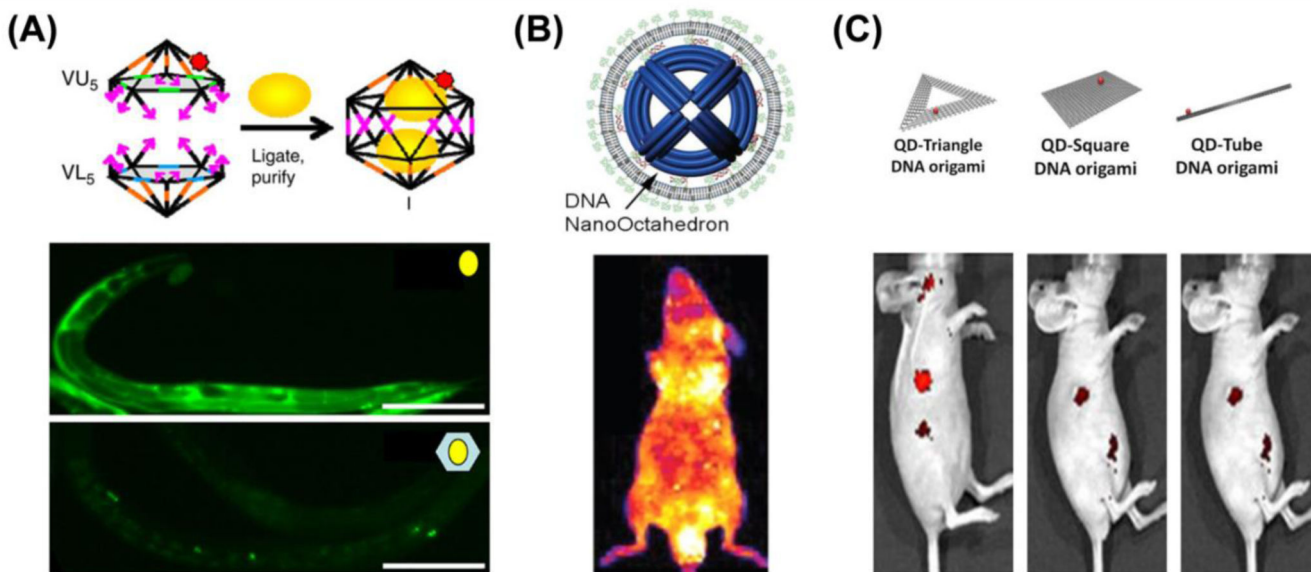 (A)
VU5
VL5
Ligate,
purify
I
(B)
DNA
NanoOctahedron
(C)
QD-Triangle
DNA origami
QD-Square
DNA origami
QD-Tube
DNA origami